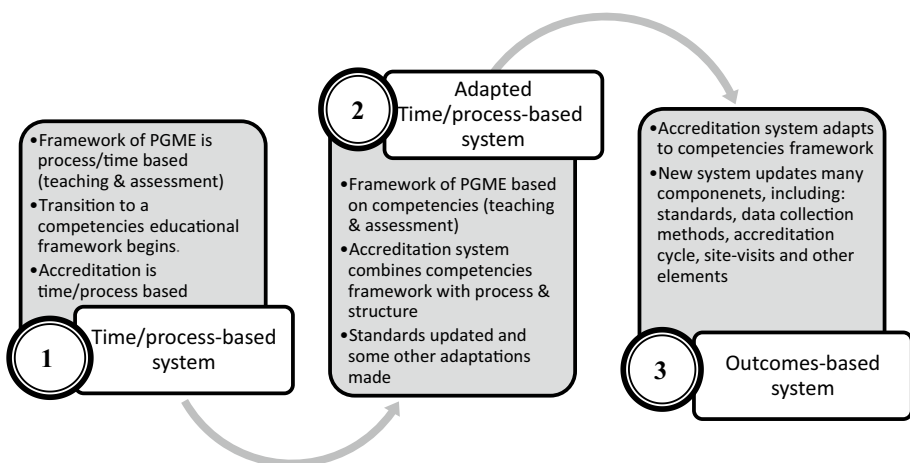 •Framework of PGME is
process/time based
(teaching & assessment)
•Transition to a
competencies educational
framework begins.
•Accreditation is
time/process based
1
Time/process-based
system
2
Adapted
Time/process-based
system
•Framework of PGME based
on competencies (teaching
& assessment)
•Accreditation system
combines competencies
framework with process &
structure
•Standards updated and
some other adaptations
made
•Accreditation system adapts
to competencies framework
•New system updates many
componenets, including:
standards, data collection
methods, accreditation
cycle, site-visits and other
elements
3
Outcomes-based
system